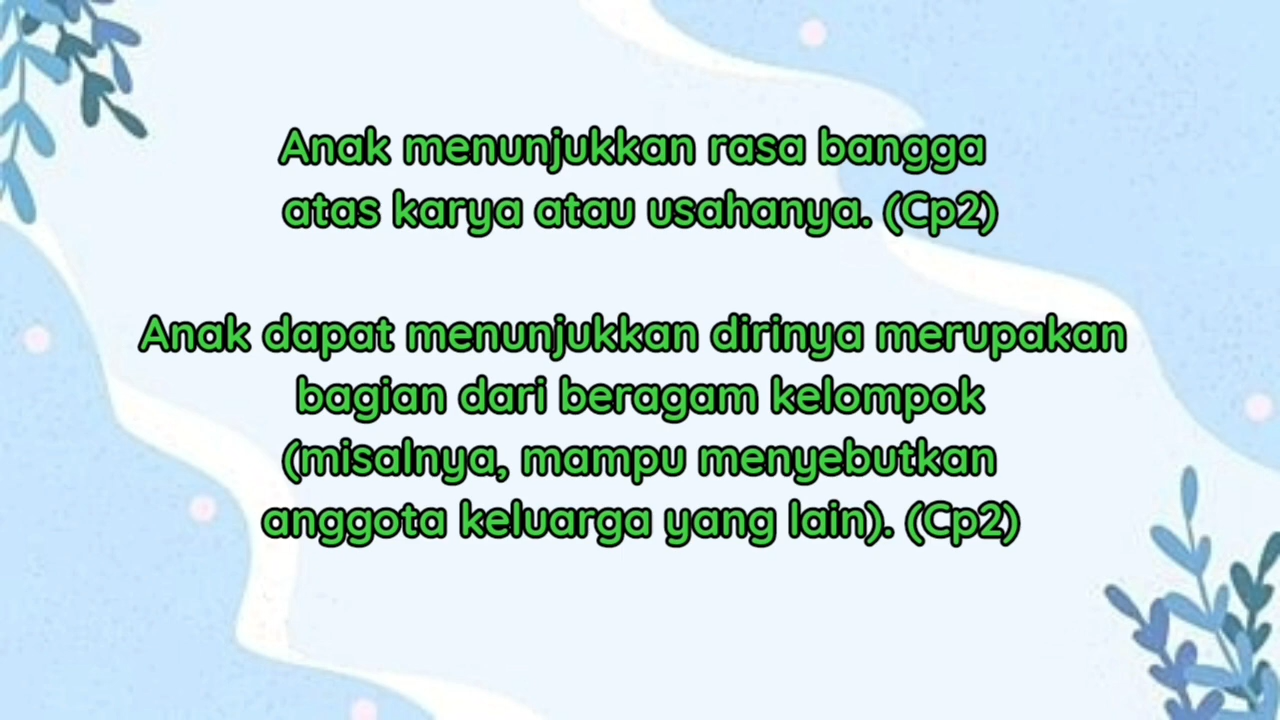 Anak menunjukkan rasa bangga
atas karya atau usahanya. (Cp2)
Anak dapat menunjukkan dirinya merupakan
bagian dari beragam kelompok
(misalnya, mampu menyebutkan
anggota keluarga yang lain). (Cp2)